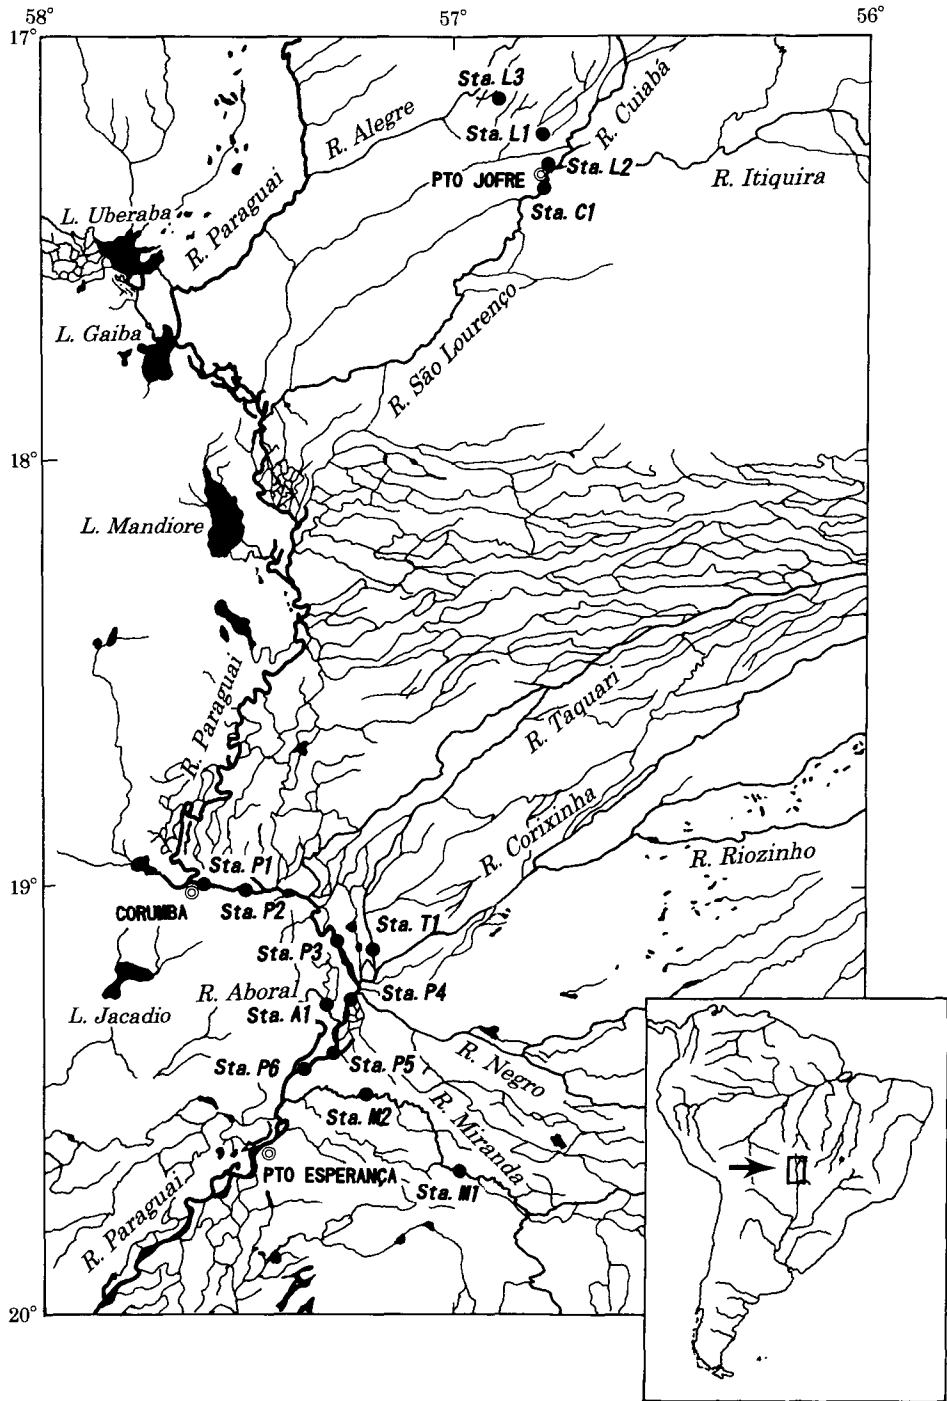 58°
57°
56°
17°
Sta. L3
R. Cuiabá
R. Alegre
Sta. L1
Sta. L2
PTO JOFRE
R. Itiquira
Sta. C1
L. Uberaba
R. Paraguai
L. Gaiba
R. São Lourenço
18°
L. Mandiore
R. Paraguai
R. Taquari
R. Corixinha
R. Riozinho
Sta. P1
19°
CORUMBA
Sta. P2
Sta. T1
Sta. P3
R. Aboral
Sta. P4
L. Jacadio
Sta. A1
R. Negro
Sta. P5
Sta. P6
R. Miranda
Sta. M2
PTO ESPERANÇA
Sta. M1
R. Paraguai
20°